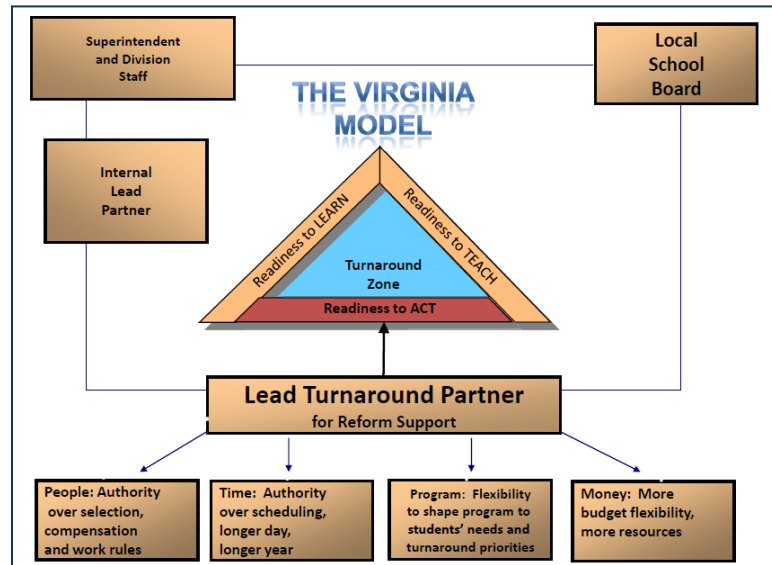 Superintendent
and Division
Staff
Local
School
Board
THE VIRGINIA
MODEL
Internal
Lead
Partner
Readiness to LEARN
Readiness to TEACH
Turnaround
Zone
Readiness to ACT
Lead Turnaround Partner
for Reform Support
People: Authority
over selection,
compensation
and work rules
Time: Authority
over scheduling,
longer day,
longer year
Program: Flexibility
to shape program to
students’ needs and
turnaround priorities
Money: More
budget flexibility,
more resources